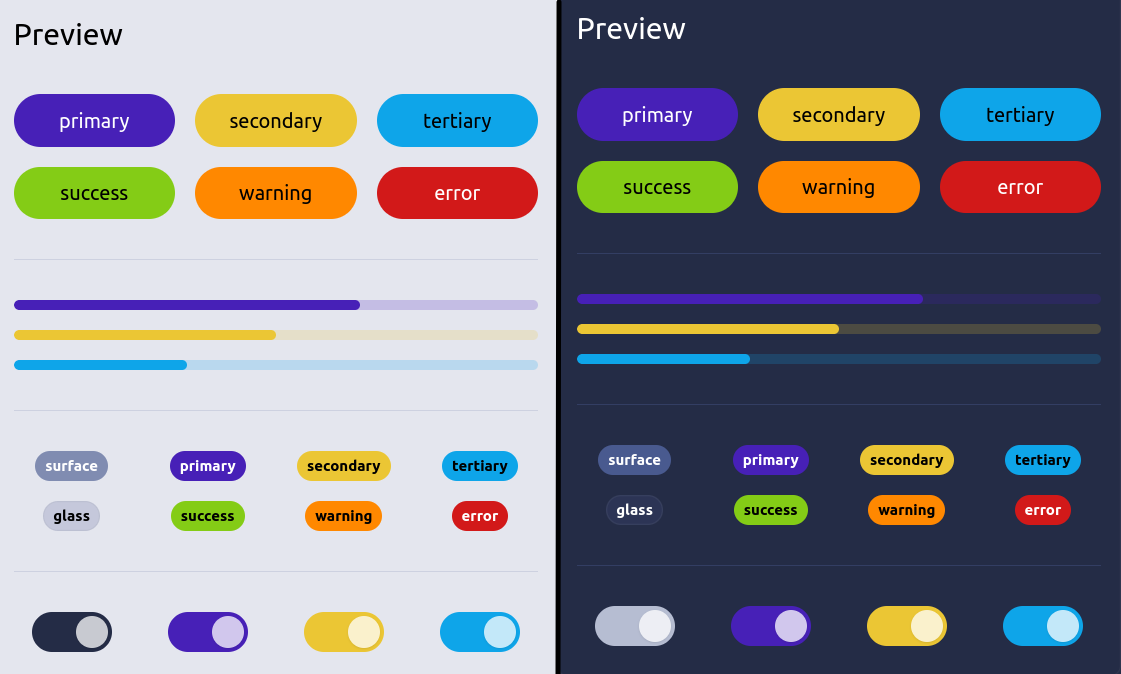 Preview
primary secondary tertiary
success warning error
surface primary secondary tertiary
glass success warning error
Preview
primary secondary tertiary
success warning error
surface primary secondary tertiary
glass success warning error